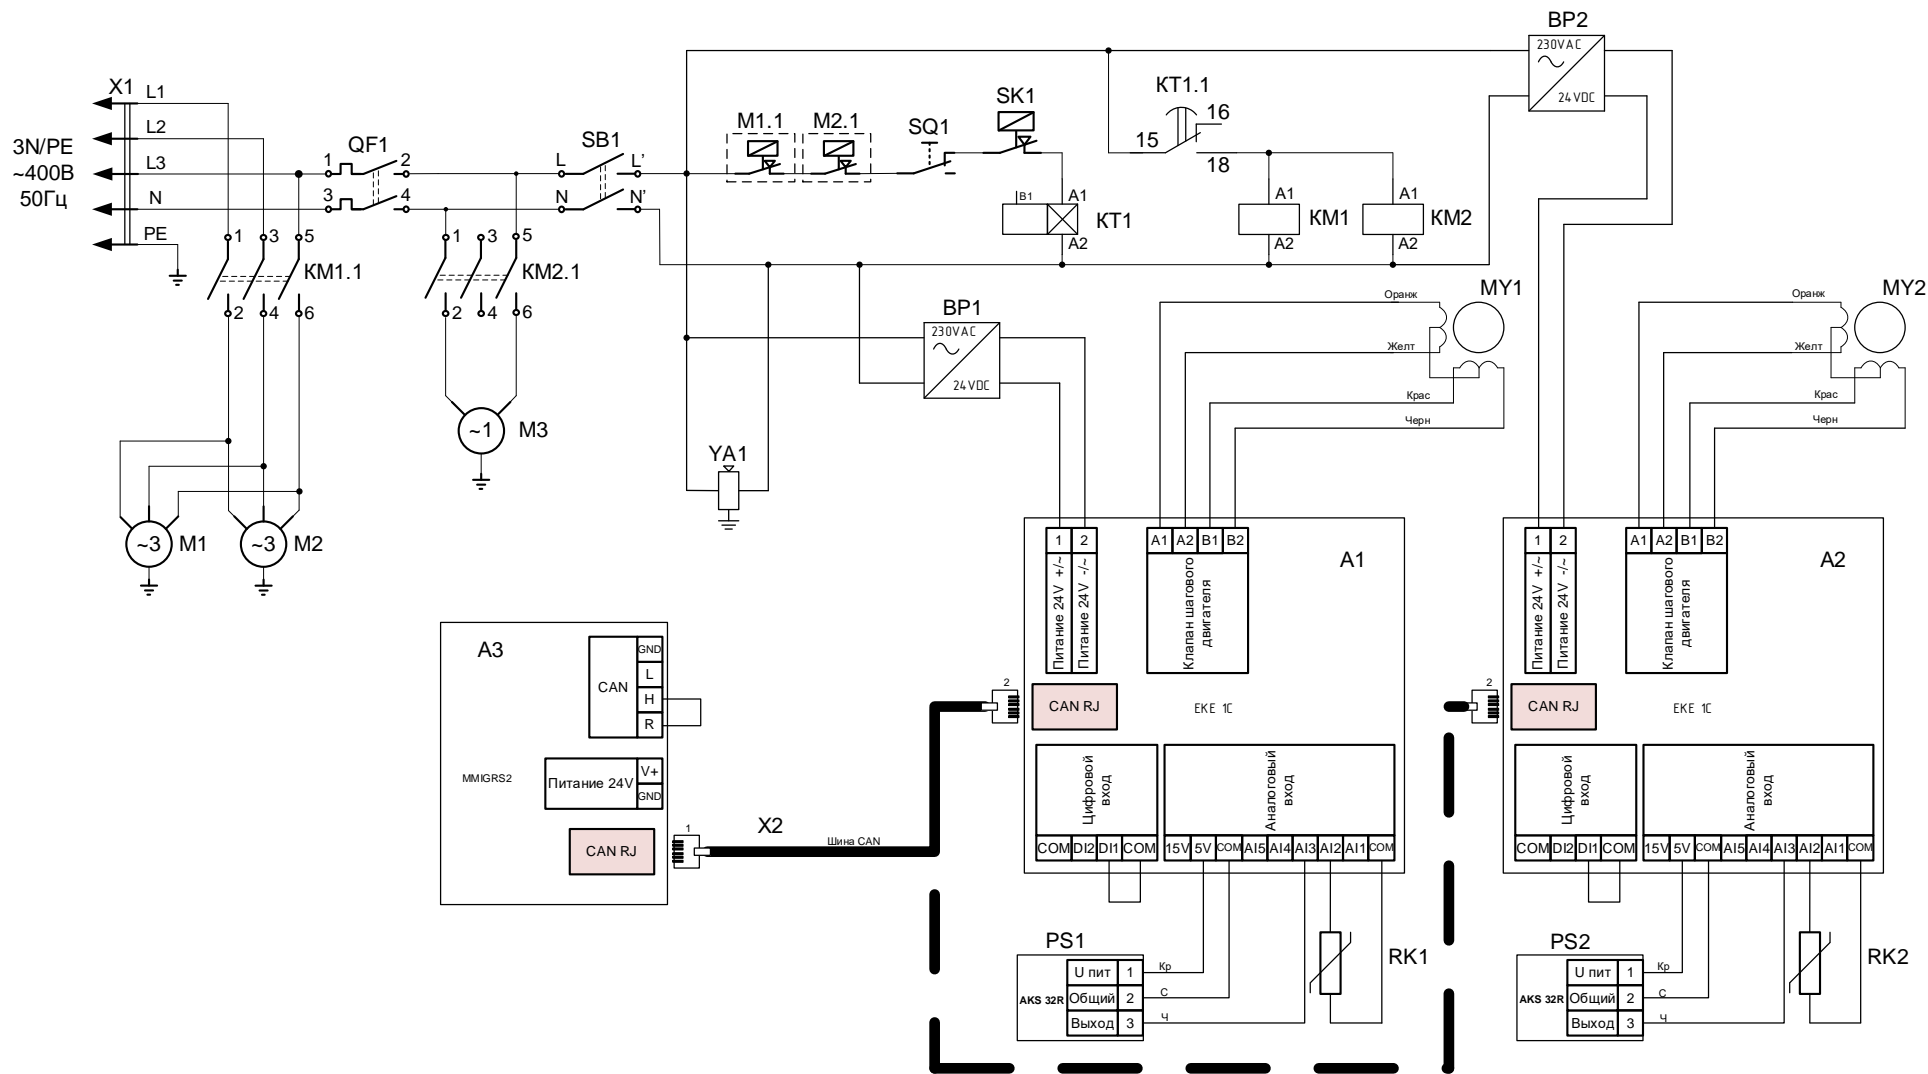 X1
L1
L2
L3
N
PE
3N/PE
~400В
50Гц
QF1
1
2
3
4
SB1
L
L'
N
N'
1
3
5
KM1.1
2
4
6
1
3
5
KM2.1
2
4
6
~1
M3
~3
M1
~3
M2
M1.1
M2.1
SQ1
SK1
KT1.1
15
16
18
B1
A1
KT1
A2
A1
KM1
A2
A1
KM2
A2
BP2
230VAC
24VDC
BP1
230VAC
24VDC
YA1
MY1
Оранж
Желт
Крас
Черн
MY2
Оранж
Желт
Крас
Черн
A3
CAN
GND
L
H
R
MMIGRS2
Питание 24V
V+
GND
CAN RJ
1
X2
Шина CAN
2
A1
1
2
Питание 24V +/~
Питание 24V -/~
A1
A2
B1
B2
Клапан шагового
двигателя
CAN RJ
EKE 1C
Цифровой
вход
Аналоговый
вход
COM
DI2
DI1
COM
15V
5V
COM
AI5
AI4
AI3
AI2
AI1
COM
PS1
AKS 32R
U пит
1
Кр
Общий
2
С
Выход
3
Ч
RK1
2
A2
1
2
Питание 24V +/~
Питание 24V -/~
A1
A2
B1
B2
Клапан шагового
двигателя
CAN RJ
EKE 1C
Цифровой
вход
Аналоговый
вход
COM
DI2
DI1
COM
15V
5V
COM
AI5
AI4
AI3
AI2
AI1
COM
PS2
AKS 32R
U пит
1
Кр
Общий
2
С
Выход
3
Ч
RK2